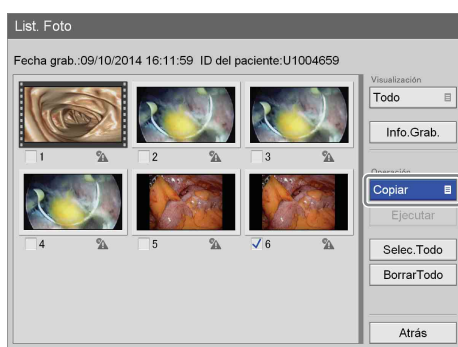 List. Foto
Fecha grab.:09/10/2014 16:11:59 ID del paciente:U1004659
Visualización
Todo
Info.Grab.
1
2
3
Operación
Copiar
Ejecutar
4
5
6
Selec.Todo
BorrarTodo
Atrás